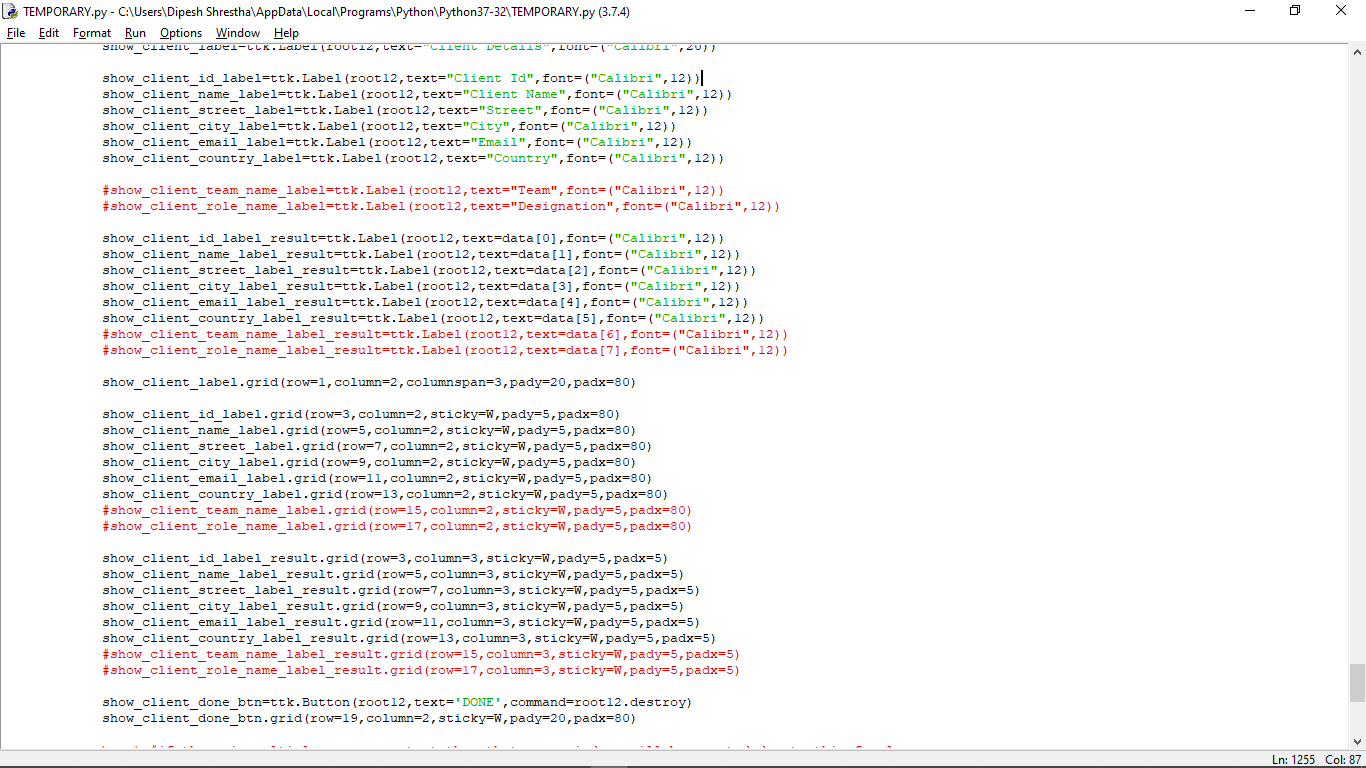 TEMPORARY.py - C:\Users\Dipesh Shrestha\AppData\Local\Programs\Python\Python37-32\TEMPORARY.py (3.7.4)
File Edit Format Run Options Window Help
show_client_label=ttk.Label(root12,text="Client Details",font=("Calibri",20))
show_client_id_label=ttk.Label(root12,text="Client Id",font=("Calibri",12))
show_client_name_label=ttk.Label(root12,text="Client Name",font=("Calibri",12))
show_client_street_label=ttk.Label(root12,text="Street",font=("Calibri",12))
show_client_city_label=ttk.Label(root12,text="City",font=("Calibri",12))
show_client_email_label=ttk.Label(root12,text="Email",font=("Calibri",12))
show_client_country_label=ttk.Label(root12,text="Country",font=("Calibri",12))
#show_client_team_name_label=ttk.Label(root12,text="Team",font=("Calibri",12))
#show_client_role_name_label=ttk.Label(root12,text="Designation",font=("Calibri",12))
show_client_id_label_result=ttk.Label(root12,text=data[0],font=("Calibri",12))
show_client_name_label_result=ttk.Label(root12,text=data[1],font=("Calibri",12))
show_client_street_label_result=ttk.Label(root12,text=data[2],font=("Calibri",12))
show_client_city_label_result=ttk.Label(root12,text=data[3],font=("Calibri",12))
show_client_email_label_result=ttk.Label(root12,text=data[4],font=("Calibri",12))
show_client_country_label_result=ttk.Label(root12,text=data[5],font=("Calibri",12))
#show_client_team_name_label_result=ttk.Label(root12,text=data[6],font=("Calibri",12))
#show_client_role_name_label_result=ttk.Label(root12,text=data[7],font=("Calibri",12))
show_client_label.grid(row=1,column=2,columnspan=3,pady=20,padx=80)
show_client_id_label.grid(row=3,column=2,sticky=W,pady=5,padx=80)
show_client_name_label.grid(row=5,column=2,sticky=W,pady=5,padx=80)
show_client_street_label.grid(row=7,column=2,sticky=W,pady=5,padx=80)
show_client_city_label.grid(row=9,column=2,sticky=W,pady=5,padx=80)
show_client_email_label.grid(row=11,column=2,sticky=W,pady=5,padx=80)
show_client_country_label.grid(row=13,column=2,sticky=W,pady=5,padx=80)
#show_client_team_name_label.grid(row=15,column=2,sticky=W,pady=5,padx=80)
#show_client_role_name_label.grid(row=17,column=2,sticky=W,pady=5,padx=80)
show_client_id_label_result.grid(row=3,column=3,sticky=W,pady=5,padx=5)
show_client_name_label_result.grid(row=5,column=3,sticky=W,pady=5,padx=5)
show_client_street_label_result.grid(row=7,column=3,sticky=W,pady=5,padx=5)
show_client_city_label_result.grid(row=9,column=3,sticky=W,pady=5,padx=5)
show_client_email_label_result.grid(row=11,column=3,sticky=W,pady=5,padx=5)
show_client_country_label_result.grid(row=13,column=3,sticky=W,pady=5,padx=5)
#show_client_team_name_label_result.grid(row=15,column=3,sticky=W,pady=5,padx=5)
#show_client_role_name_label_result.grid(row=17,column=3,sticky=W,pady=5,padx=5)
show_client_done_btn=ttk.Button(root12,text='DONE',command=root12.destroy)
show_client_done_btn.grid(row=19,column=2,sticky=W,pady=20,padx=80)
Ln: 1255 Col: 87